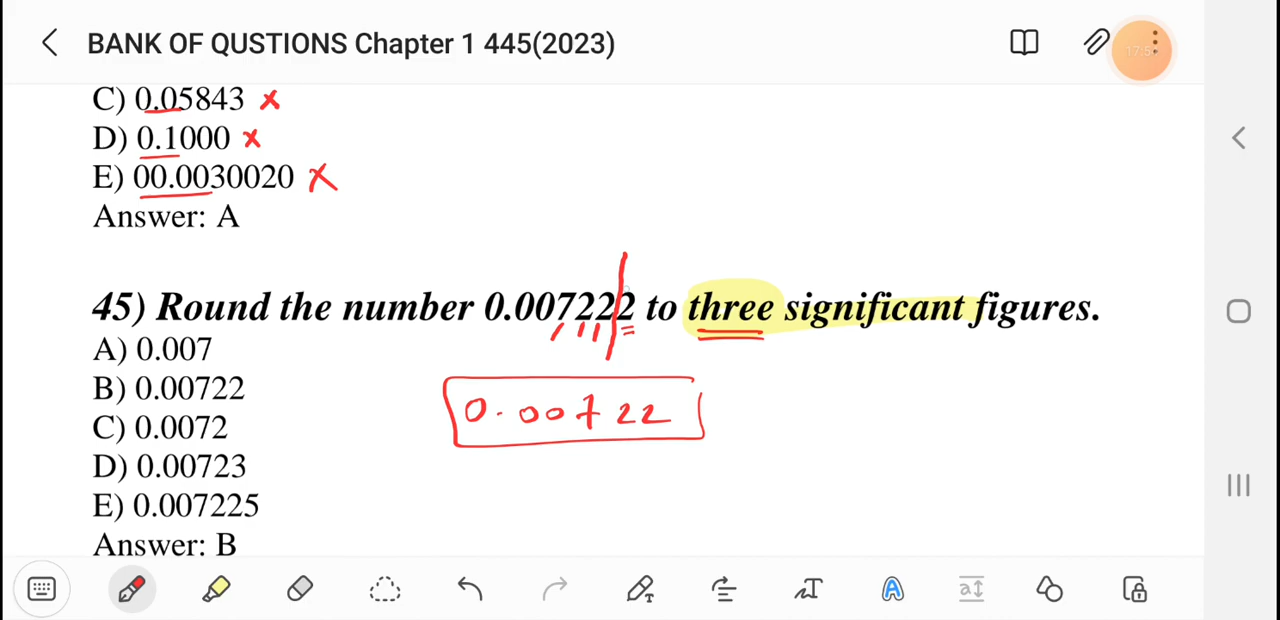 BANK OF QUSTIONS Chapter 1 445(2023)
C) 0.05843 x
D) 0.1000 x
E) 00.0030020 x
Answer: A
45) Round the number 0.007222 to three significant figures.
A) 0.007
B) 0.00722
0.00722
C) 0.0072
D) 0.00723
E) 0.007225
Answer: B